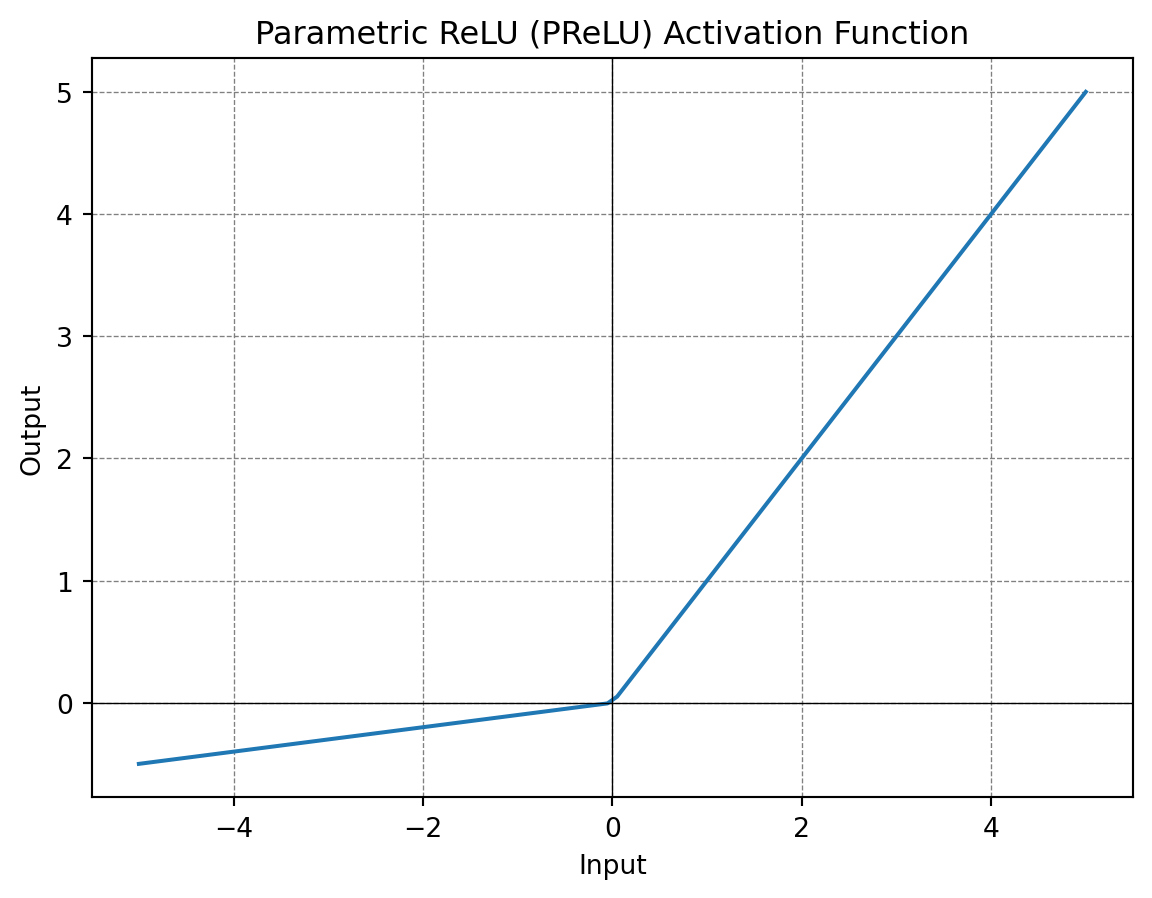 Parametric ReLU (PReLU) Activation Function
5
4
3
2
1
0
Output
−4 −2 0 2 4
Input